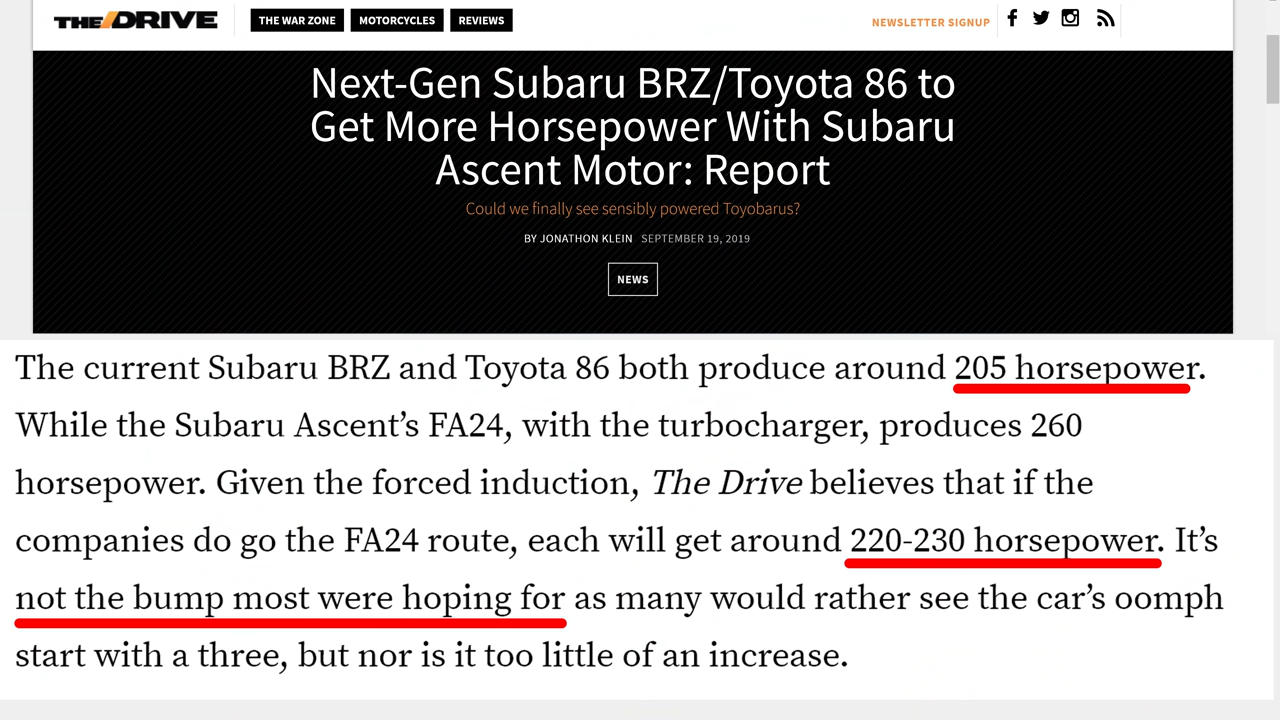 THE/DRIVE
THE WAR ZONE
MOTORCYCLES
REVIEWS
NEWSLETTER SIGNUP
Next-Gen Subaru BRZ/Toyota 86 to
Get More Horsepower With Subaru
Ascent Motor: Report
Could we finally see sensibly powered Toyobarus?
BY JONATHON KLEIN SEPTEMBER 19, 2019
NEWS
The current Subaru BRZ and Toyota 86 both produce around 205 horsepower.
While the Subaru Ascent’s FA24, with the turbocharger, produces 260
horsepower. Given the forced induction, The Drive believes that if the
companies do go the FA24 route, each will get around 220-230 horsepower. It’s
not the bump most were hoping for as many would rather see the car’s oomph
start with a three, but nor is it too little of an increase.